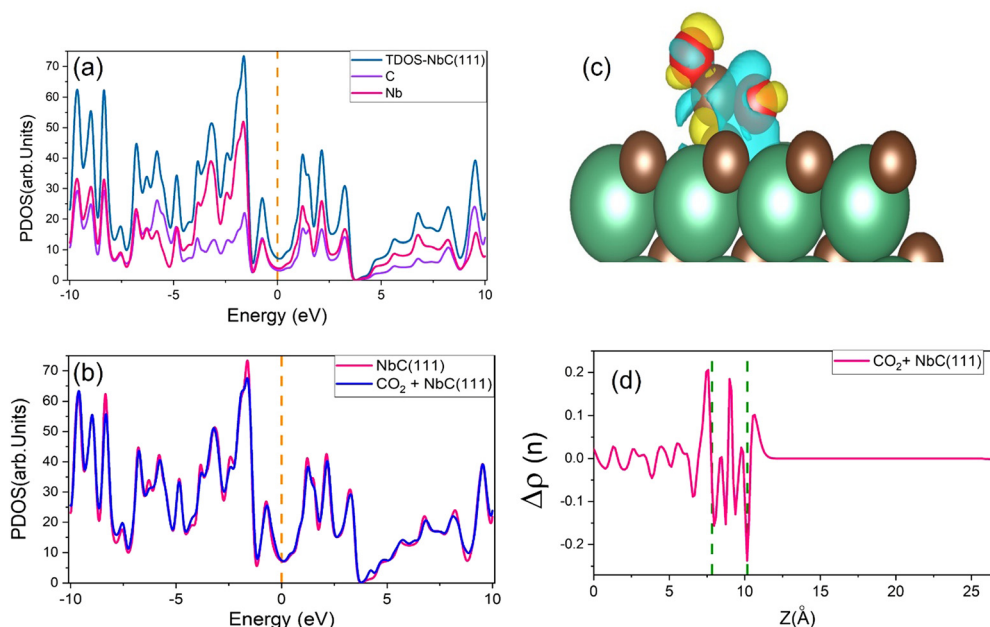 (a)
TDOS-NbC(111)
C
Nb
PDOS(arb.Units)
70
60
50
40
30
20
10
0
-10
-5
0
5
10
Energy (eV)
(c)
(b)
NbC(111)
CO₂ + NbC(111)
PDOS(arb.Units)
70
60
50
40
30
20
10
0
-10
-5
0
5
10
Energy (eV)
(d)
CO₂+ NbC(111)
Δρ (n)
0.2
0.1
0.0
-0.1
-0.2
0
5
10
15
20
25
Z(Å)